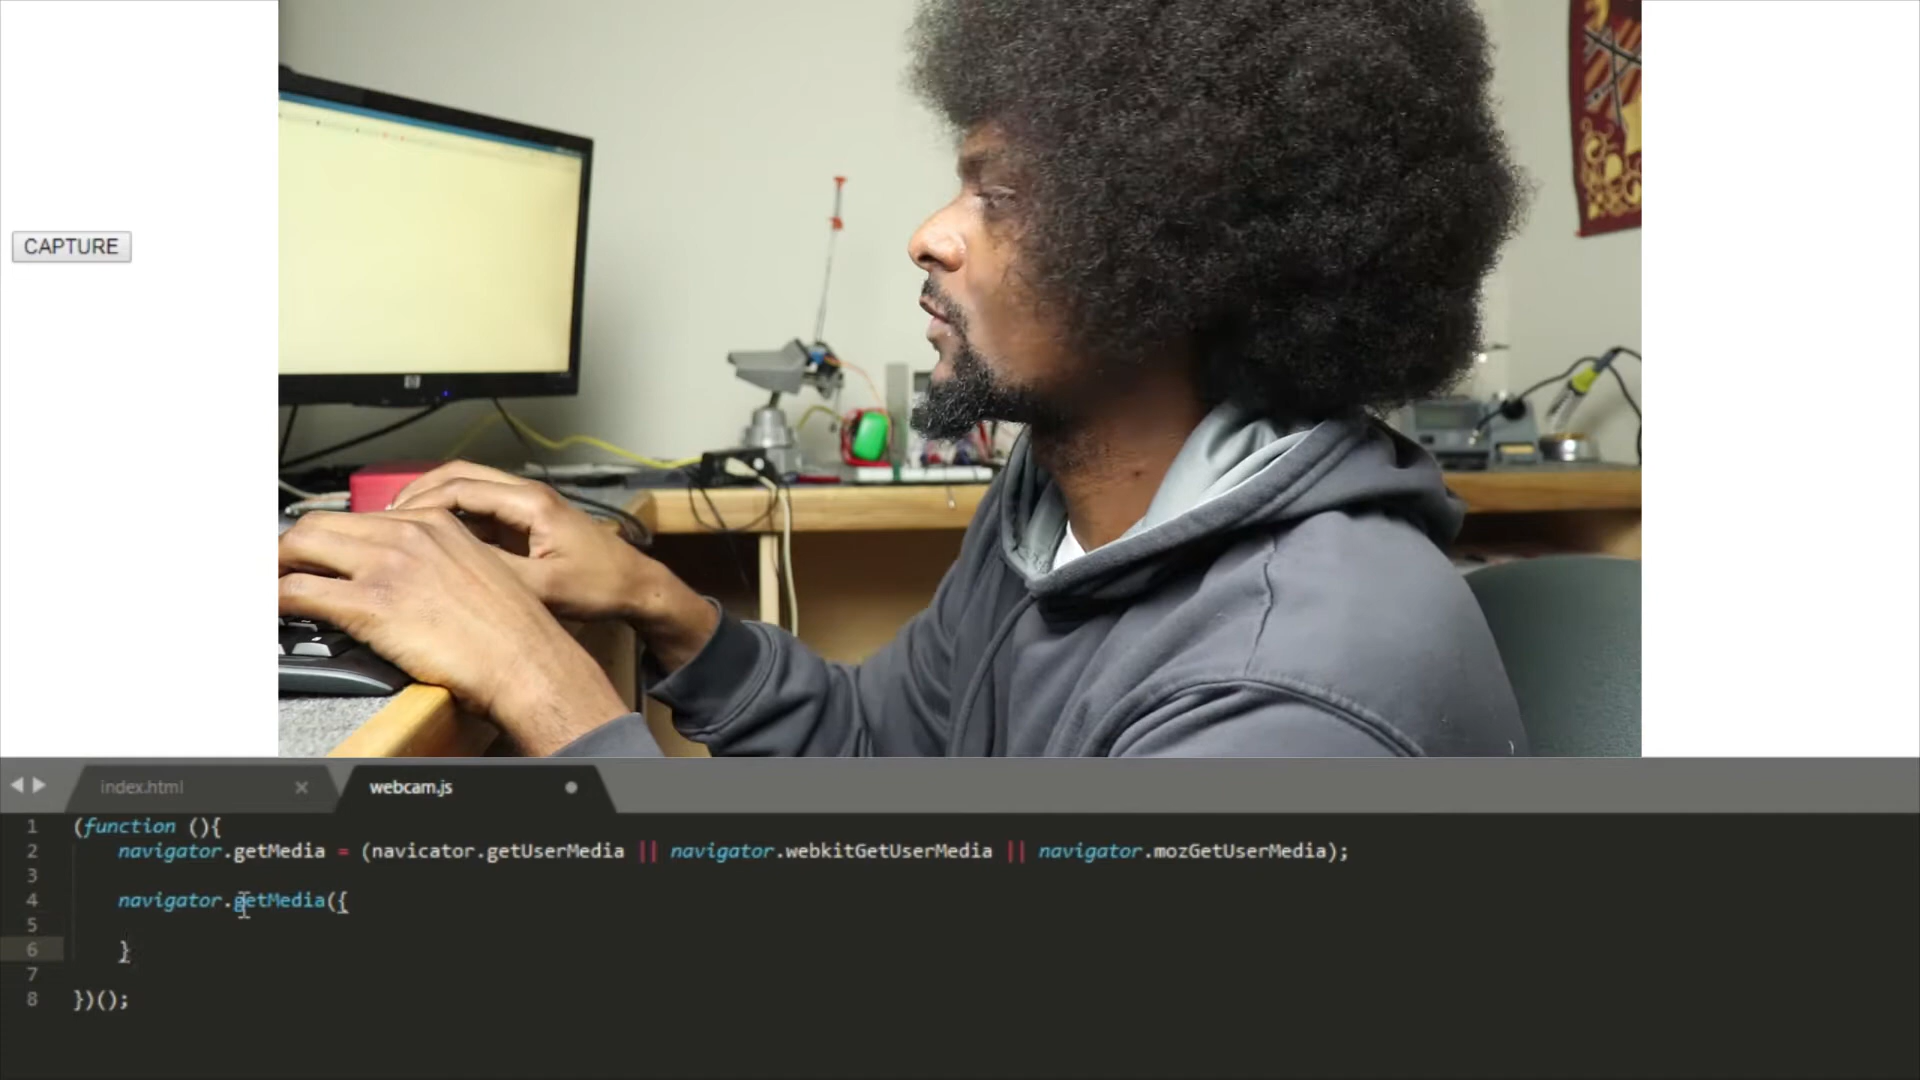 CAPTURE
index.html
webcam.js
1 (function (){
2 navigator.getMedia = (navicator.getUserMedia || navigator.webkitGetUserMedia || navigator.mozGetUserMedia);
3
4 navigator.getMedia({
5
6 }
7
8 })();